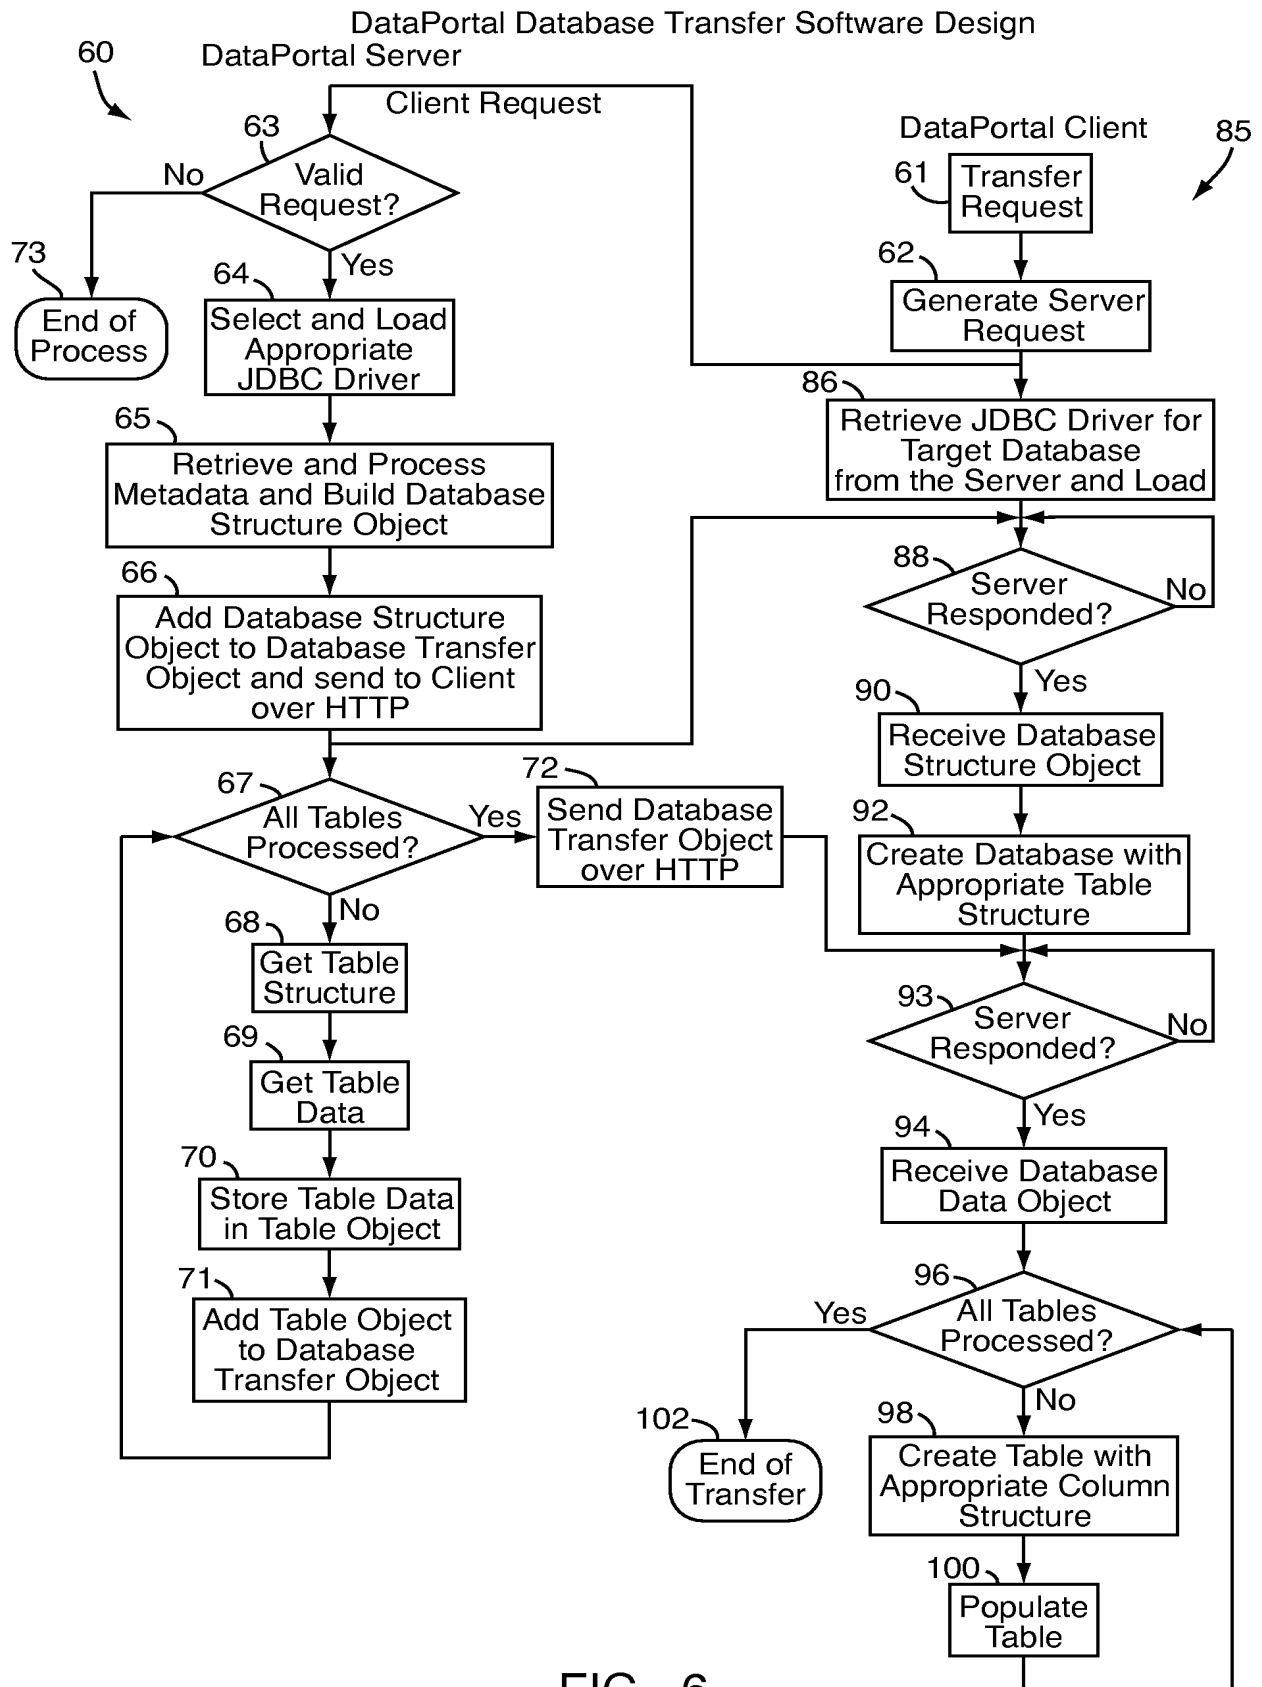 DataPortal Database Transfer Software Design
DataPortal Server
60
Client Request
63
Valid
Request?
No
Yes
73
End of
Process
64
Select and Load
Appropriate
JDBC Driver
65
Retrieve and Process
Metadata and Build Database
Structure Object
66
Add Database Structure
Object to Database Transfer
Object and send to Client
over HTTP
67
All Tables
Processed?
Yes
72
Send Database
Transfer Object
over HTTP
No
68
Get Table
Structure
69
Get Table
Data
70
Store Table Data
in Table Object
71
Add Table Object
to Database
Transfer Object
DataPortal Client
85
61
Transfer
Request
62
Generate Server
Request
86
Retrieve JDBC Driver for
Target Database
from the Server and Load
88
Server
Responded?
No
Yes
90
Receive Database
Structure Object
92
Create Database with
Appropriate Table
Structure
93
Server
Responded?
No
Yes
94
Receive Database
Data Object
96
All Tables
Processed?
Yes
102
End of
Transfer
No
98
Create Table with
Appropriate Column
Structure
100
Populate
Table
FIG. 6